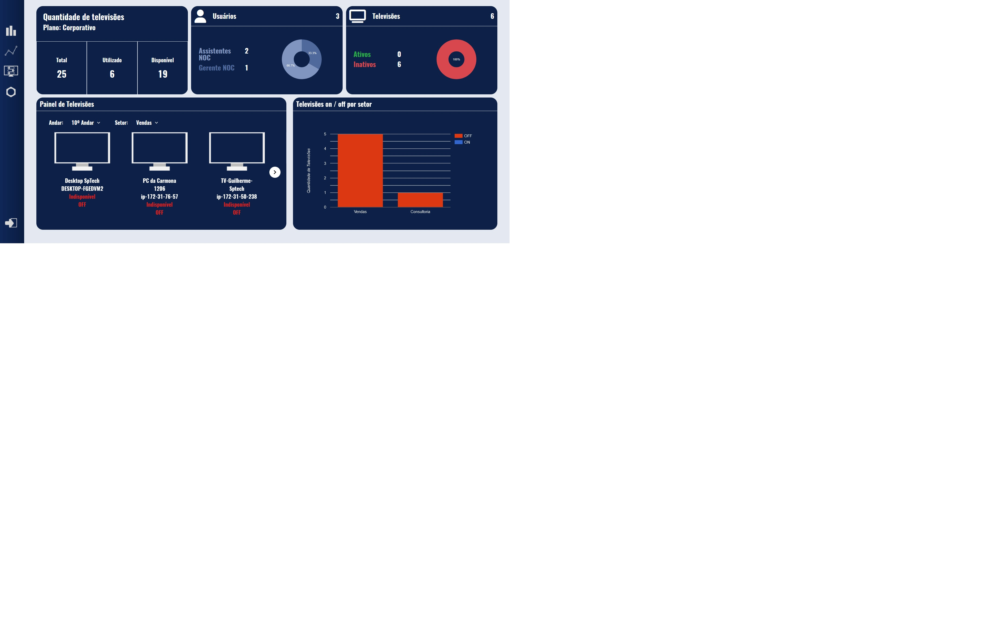 Quantidade de televisões
Plano: Corporativo
Total
25
Utilizado
6
Disponível
19
Usuários 3
Assistentes NOC 2
Gerente NOC 1
33.3%
66.7%
Televisões 6
Ativos 0
Inativos 6
100%
Painel de Televisões
Andar: 10º Andar Setor: Vendas
Desktop SpTech
DESKTOP-FGEDVM2
Indisponível
OFF
PC da Carmona
1206
ip-172-31-76-57
Indisponível
OFF
TV-Guilherme-
Sptech
ip-172-31-50-238
Indisponível
OFF
Televisões on / off por setor
Quantidade de Televisões
5
4
3
2
1
0
Vendas
Consultoria
OFF
ON